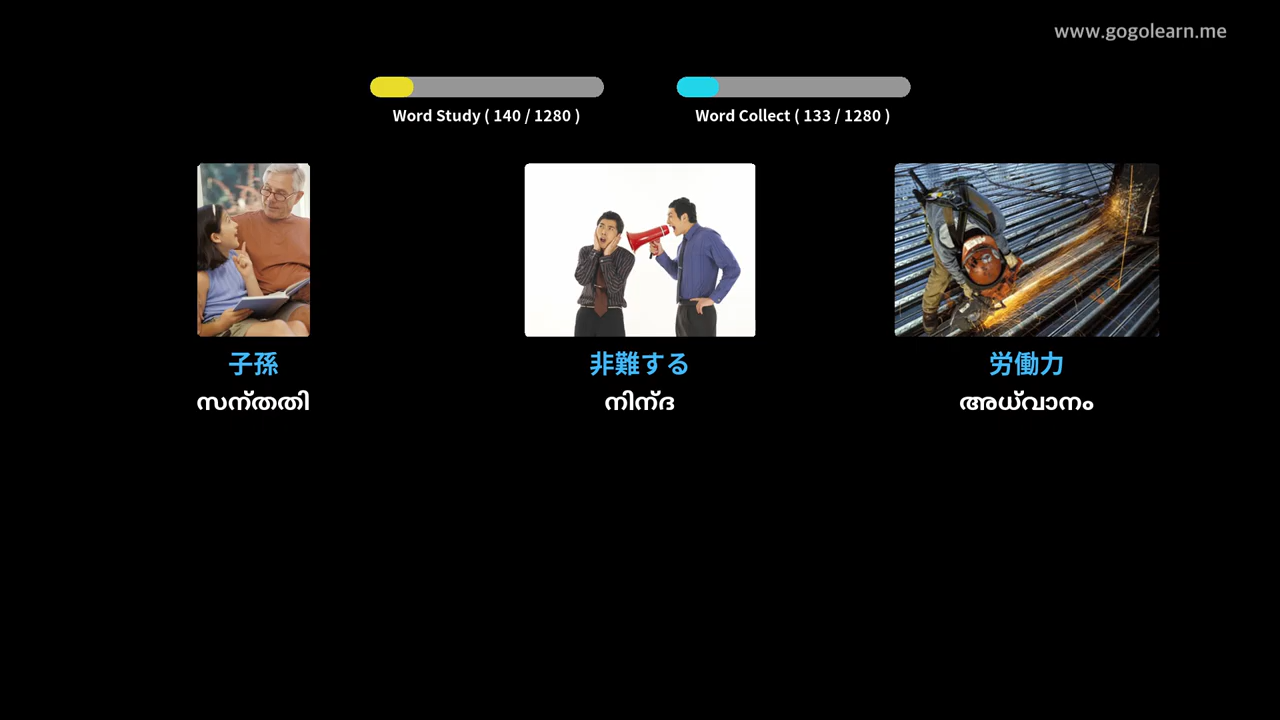 www.gogolearn.me
Word Study ( 140 / 1280 )
Word Collect ( 133 / 1280 )
子孫
非難する
労働力
സന്തതി
നിന്ദ
അധ്വാനം